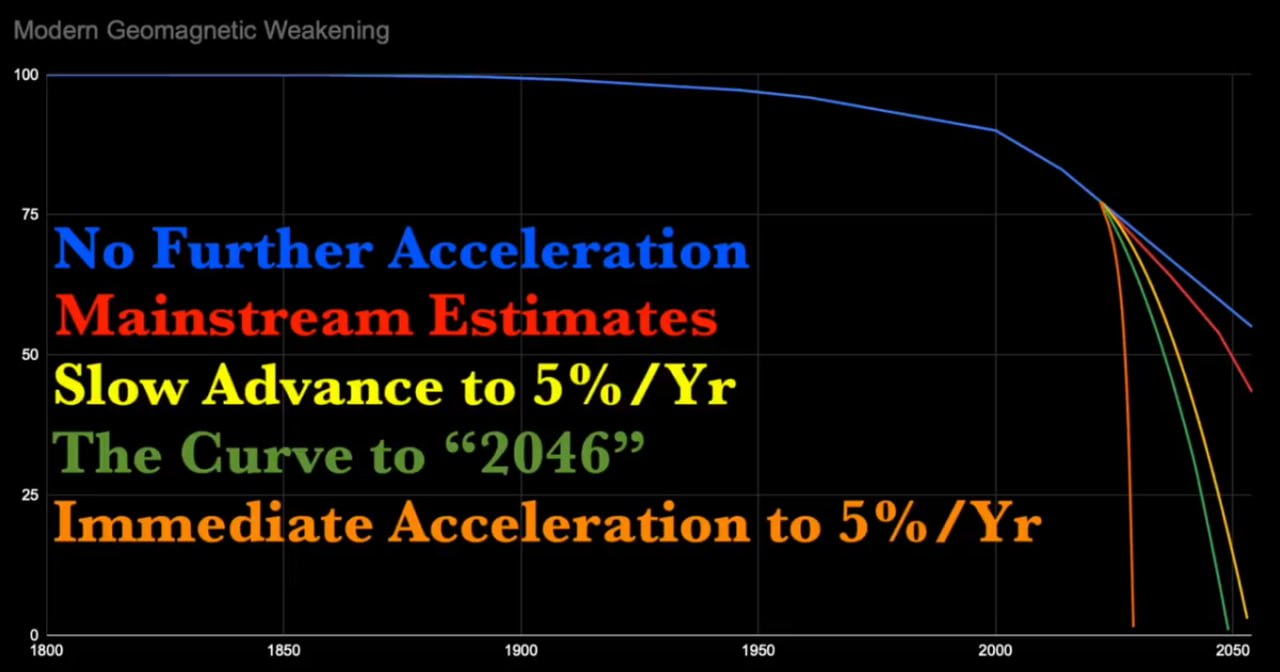 Modern Geomagnetic Weakening
100
75
No Further Acceleration
Mainstream Estimates
50
Slow Advance to 5%/Yr
The Curve to “2046”
25
Immediate Acceleration to 5%/Yr
0
1800 1850 1900 1950 2000 2050